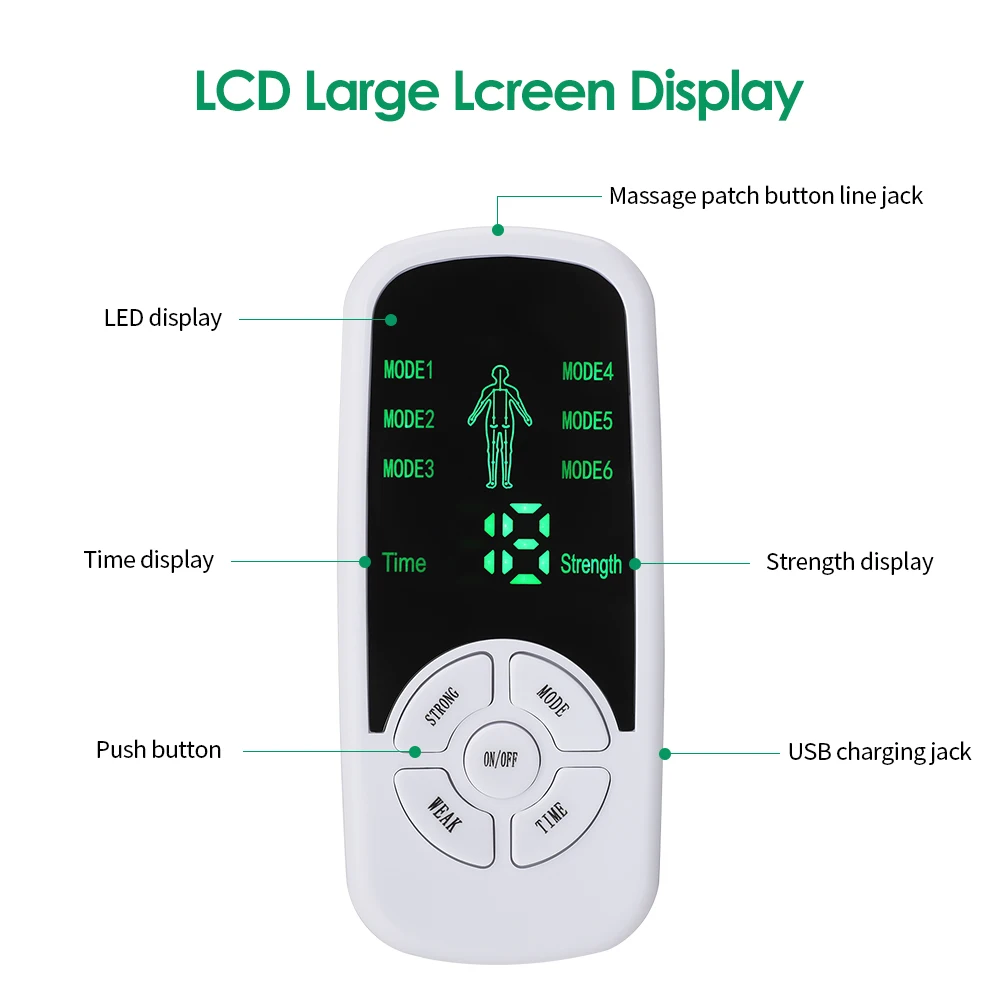 LCD Large Lcreen Display
Massage patch button line jack
LED display
MODE1
MODE4
MODE2
MODE5
MODE3
MODE6
18
Time display
Time
Strength
Strength display
STRONG
MODE
Push button
ON/OFF
USB charging jack
WEAK
TIME